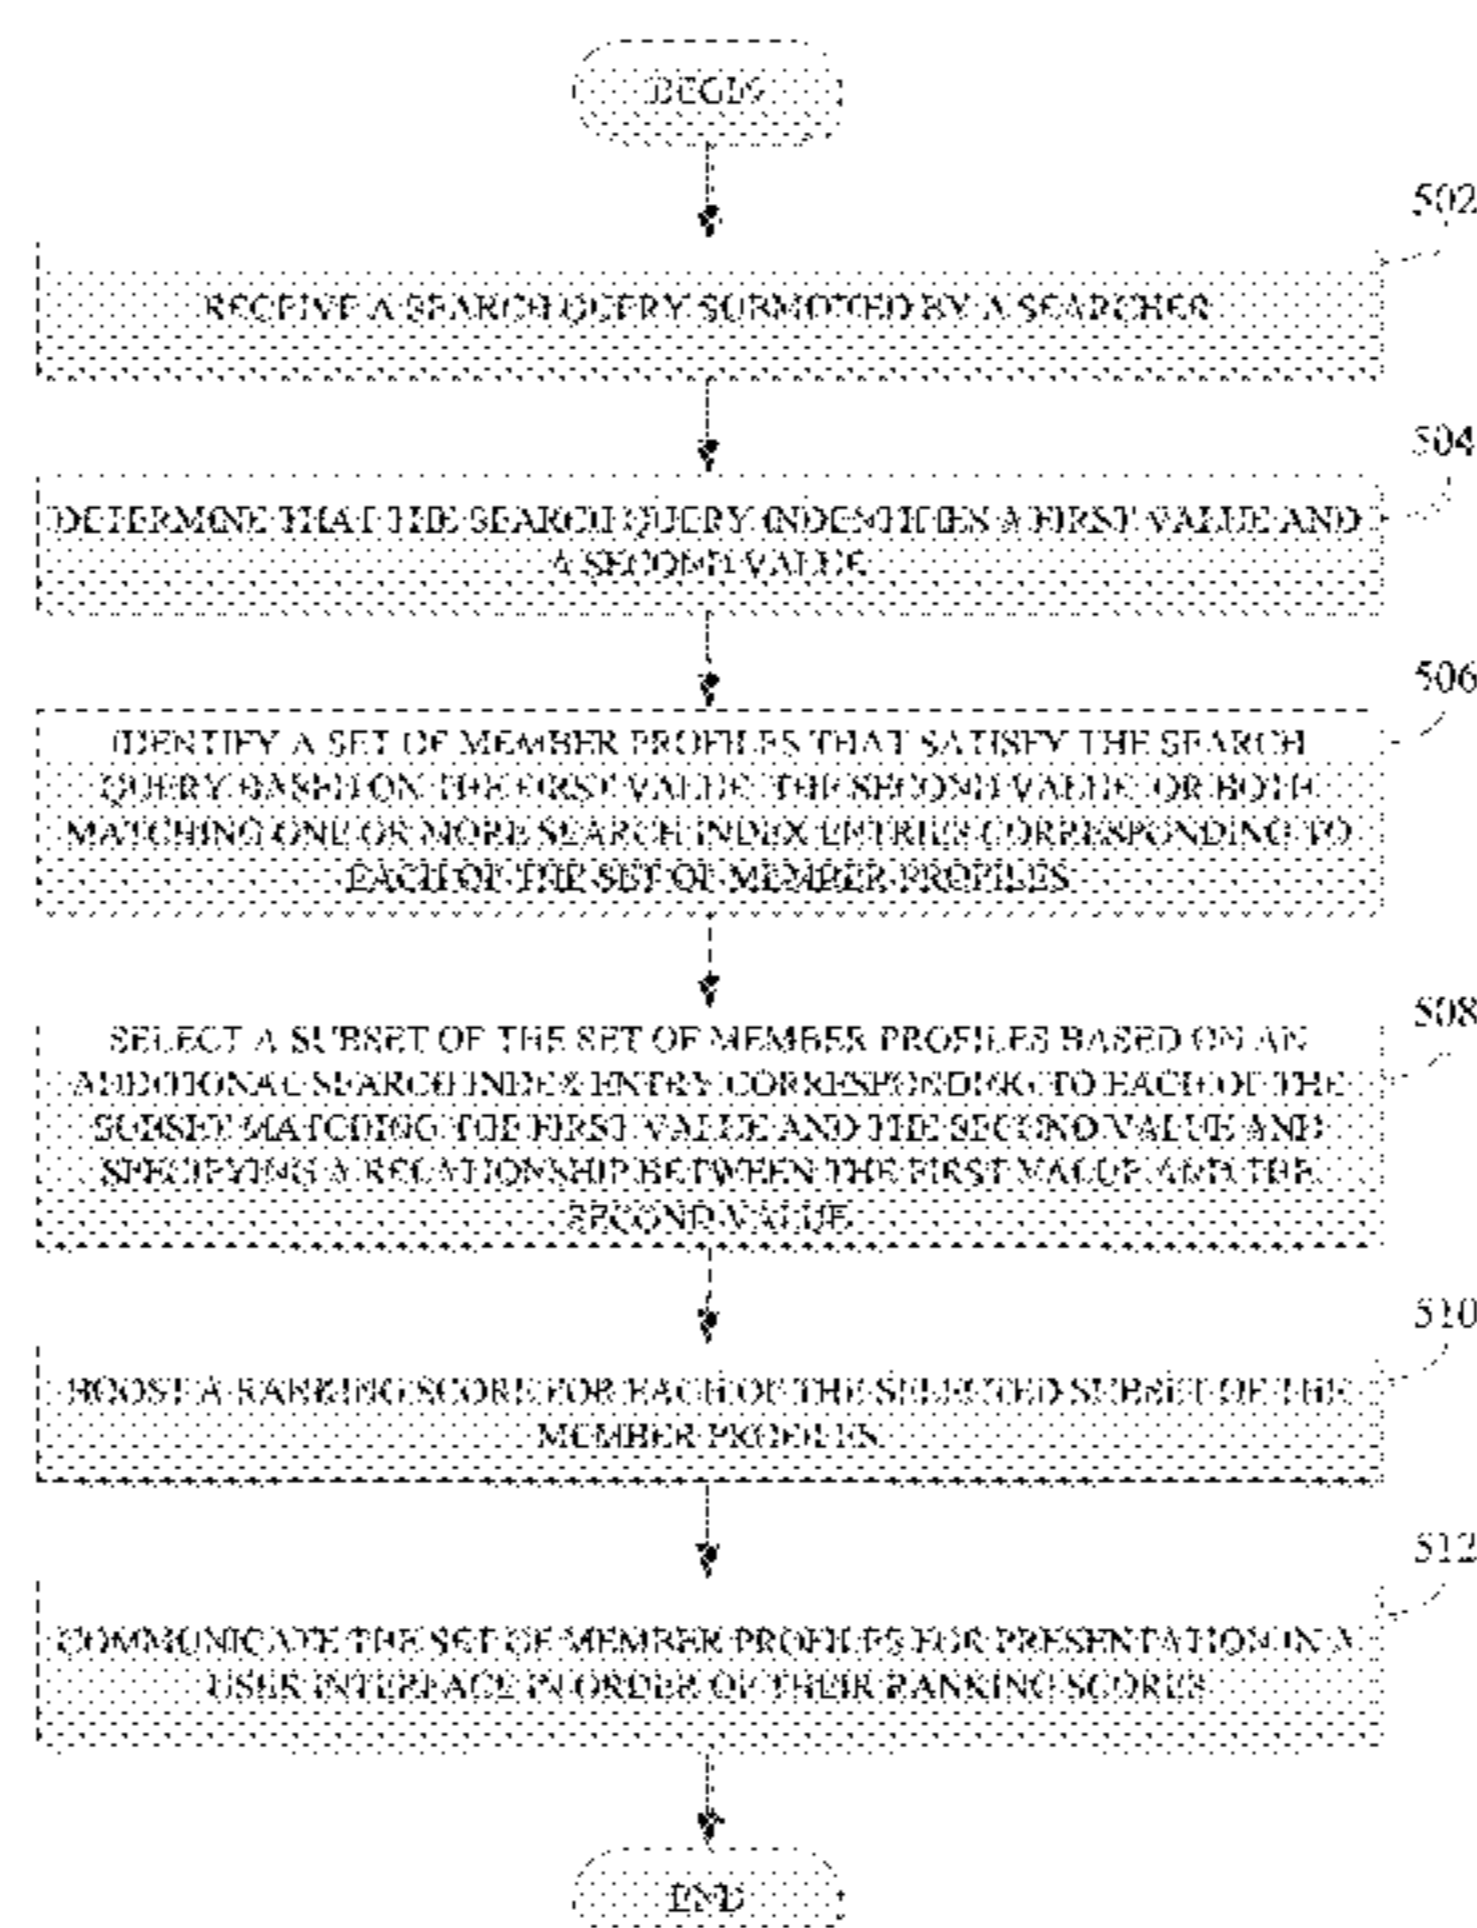 BEGIN
502
RECEIVE A SEARCH QUERY SUBMITTED BY A SEARCHER
504
DETERMINE THAT THE SEARCH QUERY INDENTIFIES A FIRST VALUE AND
A SECOND VALUE
506
IDENTIFY A SET OF MEMBER PROFILES THAT SATISFY THE SEARCH
QUERY BASED ON THE FIRST VALUE, THE SECOND VALUE, OR BOTH
MATCHING ONE OR MORE SEARCH INDEX ENTRIES CORRESPONDING TO
EACH OF THE SET OF MEMBER PROFILES
508
SELECT A SUBSET OF THE SET OF MEMBER PROFILES BASED ON AN
ADDITIONAL SEARCH INDEX ENTRY CORRESPONDING TO EACH OF THE
SUBSET MATCHING THE FIRST VALUE AND THE SECOND VALUE AND
SPECIFYING A RELATIONSHIP BETWEEN THE FIRST VALUE AND THE
SECOND VALUE
510
BOOST A RANKING SCORE FOR EACH OF THE SELECTED SUBSET OF THE
MEMBER PROFILES
512
COMMUNICATE THE SET OF MEMBER PROFILES FOR PRESENTATION IN A
USER INTERFACE IN ORDER OF THEIR RANKING SCORES
END